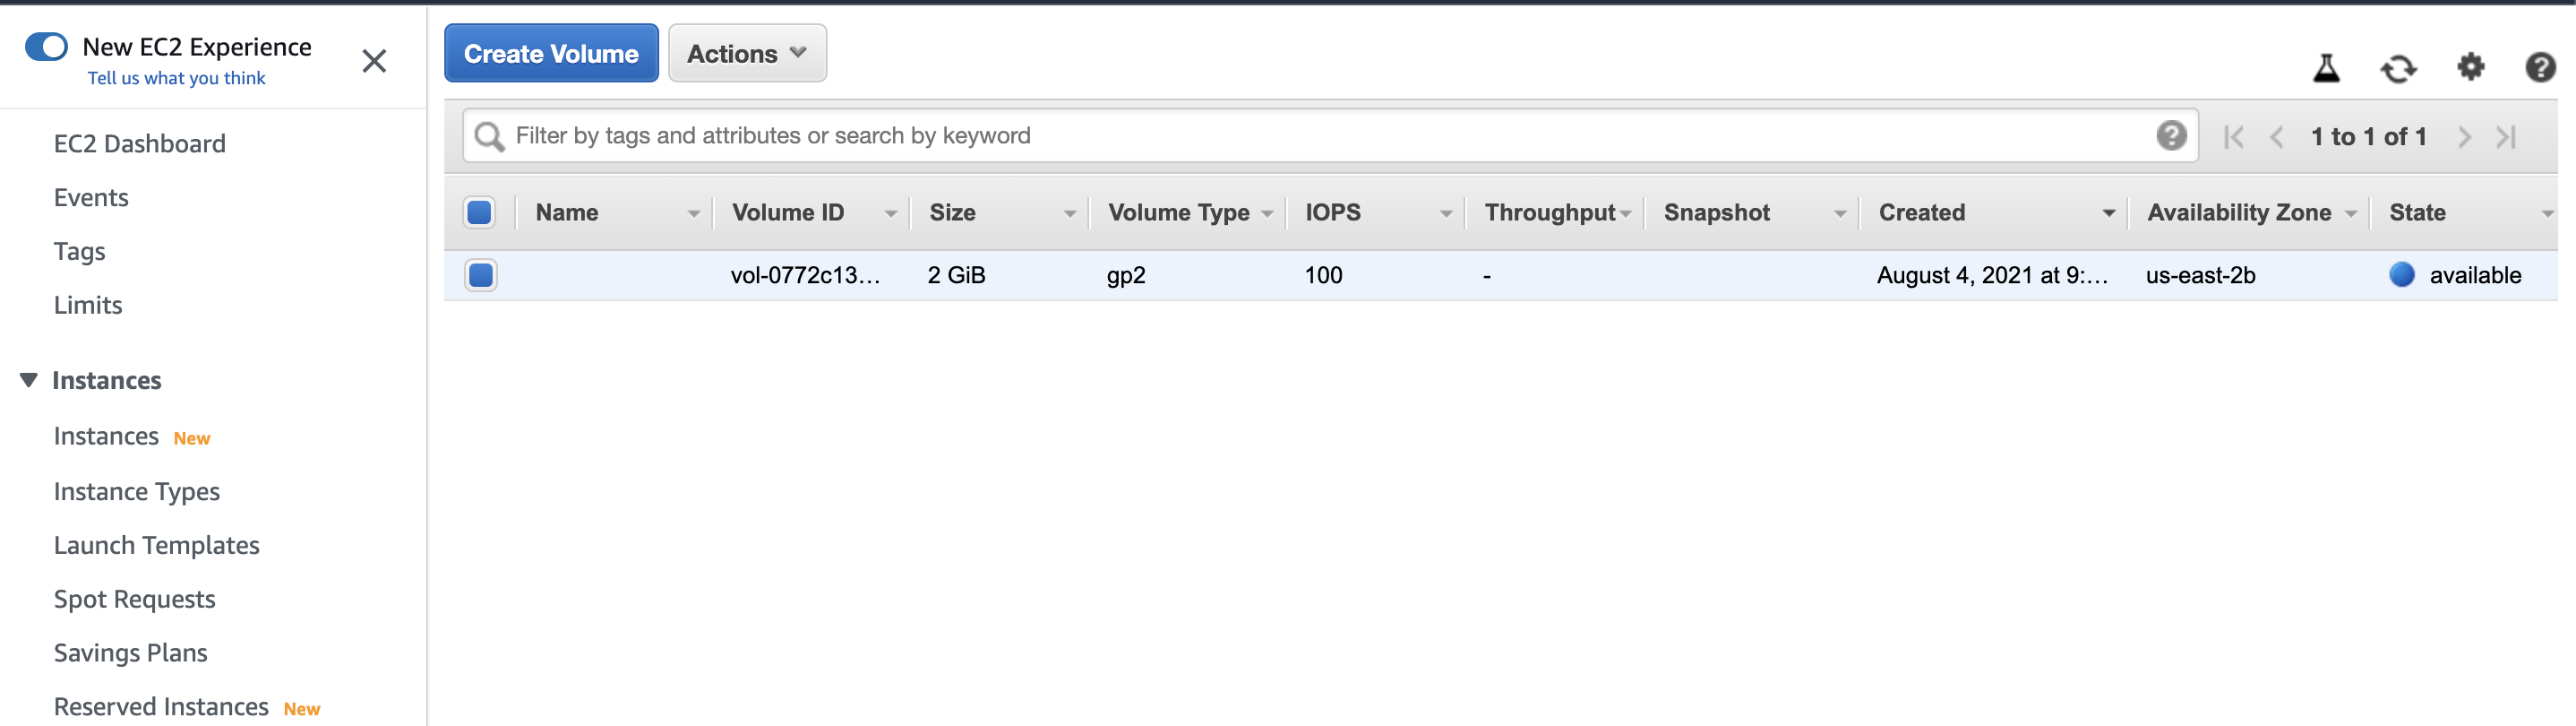 New EC2 Experience
Tell us what you think
EC2 Dashboard
Events
Tags
Limits
Instances
Instances New
Instance Types
Launch Templates
Spot Requests
Savings Plans
Reserved Instances New
Create Volume Actions
Filter by tags and attributes or search by keyword
1 to 1 of 1
Name Volume ID Size Volume Type IOPS Throughput Snapshot Created Availability Zone State
vol-0772c13... 2 GiB gp2 100 - August 4, 2021 at 9:... us-east-2b available